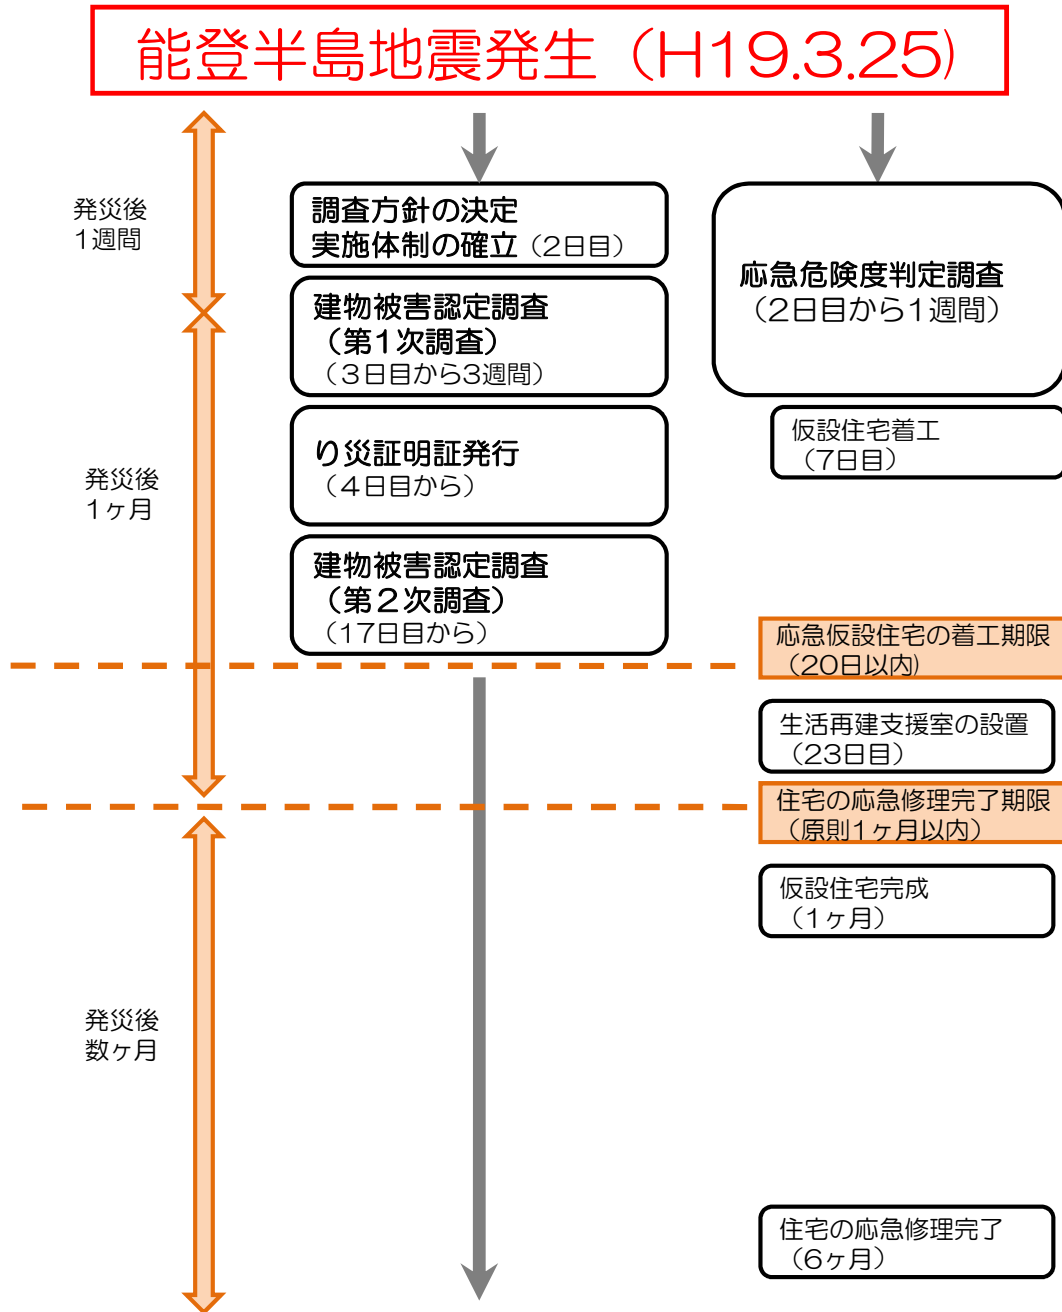 能登半島地震発生（H19.3.25）
発災後
1週間
調査方針の決定
実施体制の確立（2日目）
応急危険度判定調査
（2日目から1週間）
建物被害認定調査
（第1次調査）
（3日目から3週間）
仮設住宅着工
（7日目）
り災証明証発行
（4日目から）
発災後
1ヶ月
建物被害認定調査
（第２次調査）
（17日目から）
応急仮設住宅の着工期限
（20日以内）
生活再建支援室の設置
（23日目）
住宅の応急修理完了期限
（原則1ヶ月以内）
仮設住宅完成
（1ヶ月）
発災後
数ヶ月
住宅の応急修理完了
（6ヶ月）